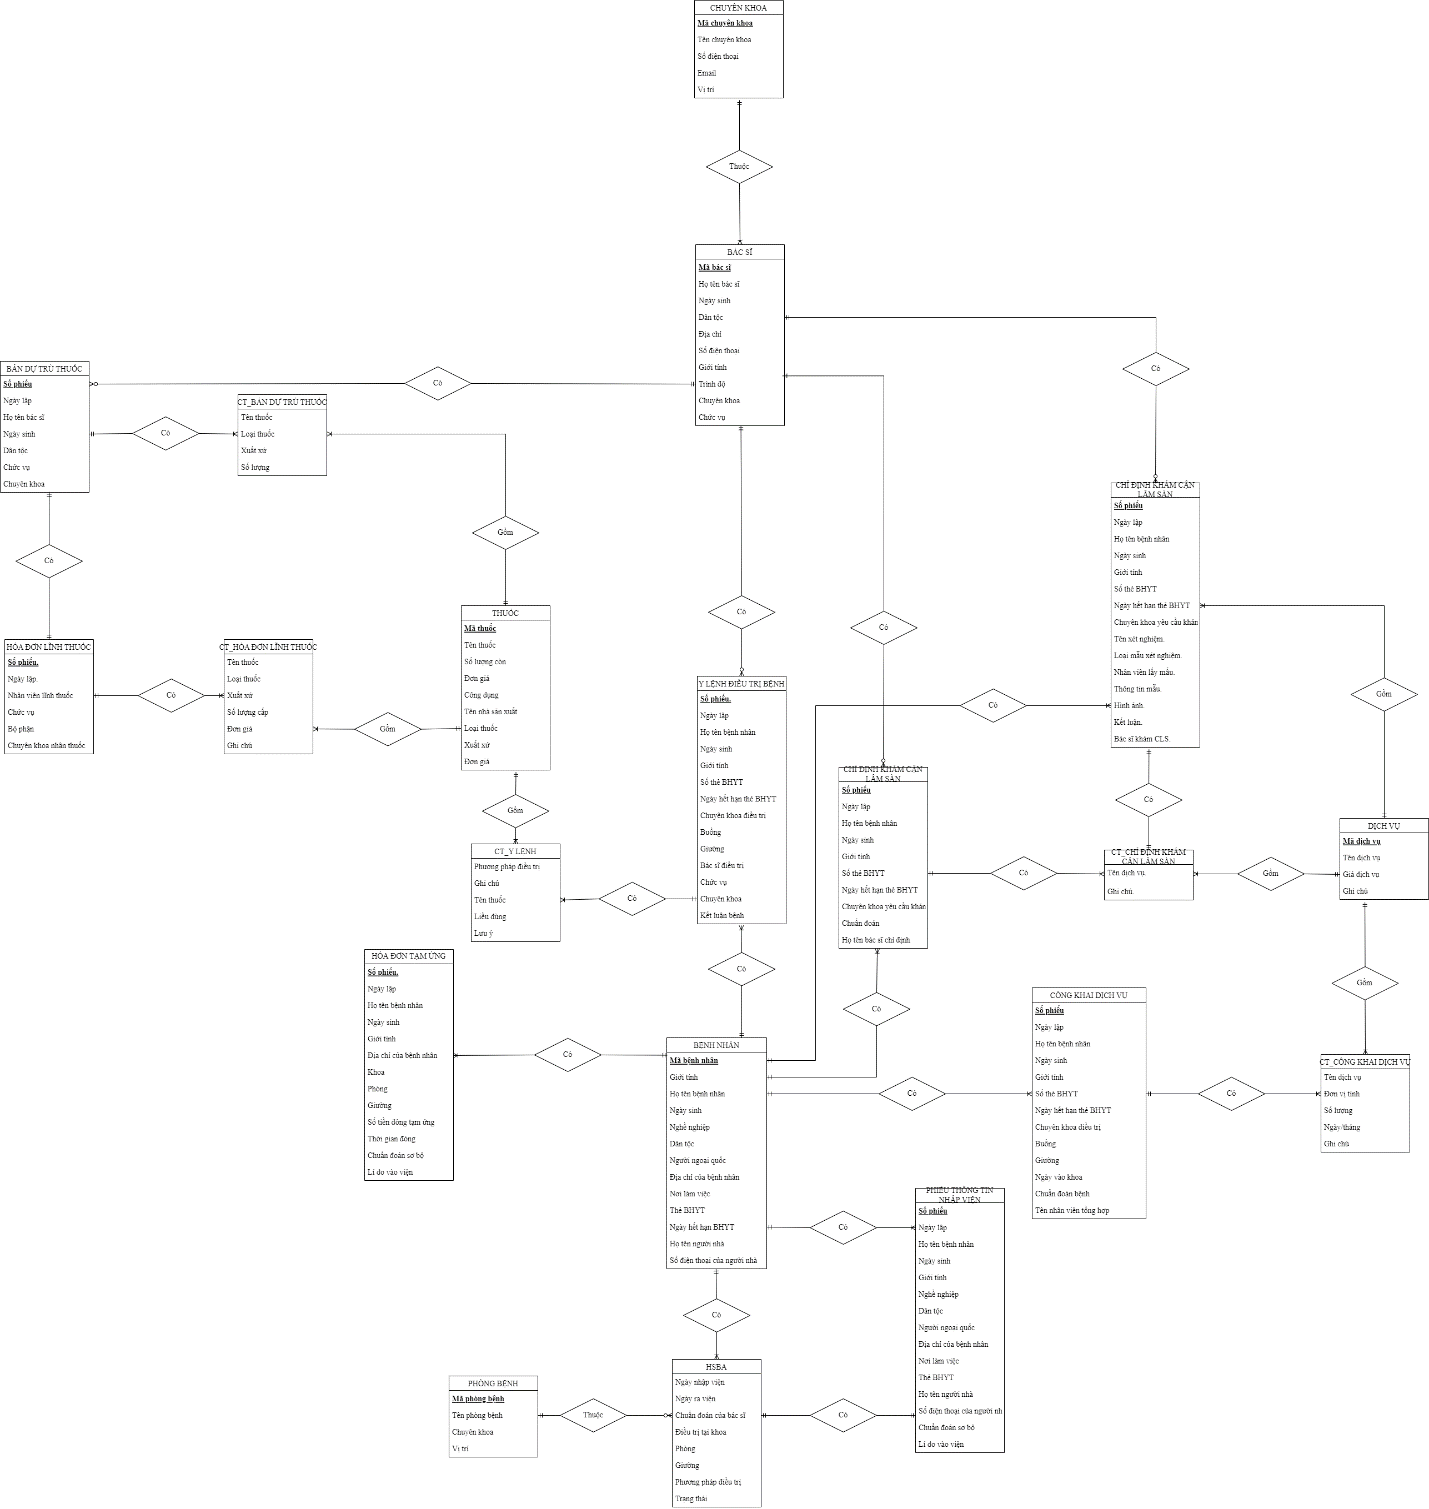 CHUYÊN KHOA
Mã chuyên khoa
Tên chuyên khoa
Số điện thoại
Email
Vị trí
Thuộc
BÁC SĨ
Mã bác sĩ
Họ tên bác sĩ
Ngày sinh
Dân tộc
Địa chỉ
Số điện thoại
Giới tính
Trình độ
Chuyên khoa
Chức vụ
Có
Có
BẢN DỰ TRÙ THUỐC
Số phiếu
Ngày lập
Họ tên bác sĩ
Ngày sinh
Dân tộc
Chức vụ
Chuyên khoa
Có
CT_BẢN DỰ TRÙ THUỐC
Tên thuốc
Loại thuốc
Xuất xứ
Số lượng
Gồm
Có
HÓA ĐƠN LĨNH THUỐC
Số phiếu.
Ngày lập.
Nhân viên lĩnh thuốc
Chức vụ
Bộ phận
Chuyên khoa nhận thuốc
Có
CT_HÓA ĐƠN LĨNH THUỐC
Tên thuốc
Loại thuốc
Xuất xứ
Số lượng cấp
Đơn giá
Ghi chú
Gồm
THUỐC
Mã thuốc
Tên thuốc
Số lượng còn
Đơn giá
Công dụng
Tên nhà sản xuất
Loại thuốc
Xuất xứ
Đơn giá
Gồm
CT_Y LỆNH
Phương pháp điều trị
Ghi chú
Tên thuốc
Liều dùng
Lưu ý
Có
Có
Có
Y LỆNH ĐIỀU TRỊ BỆNH
Số phiếu.
Ngày lập
Họ tên bệnh nhân
Ngày sinh
Giới tính
Số thẻ BHYT
Ngày hết hạn thẻ BHYT
Chuyên khoa điều trị
Buồng
Giường
Bác sĩ điều trị
Chức vụ
Chuyên khoa
Kết luận bệnh
Có
CHỈ ĐỊNH KHÁM CẬN
LÂM SÀN
Số phiếu
Ngày lập
Họ tên bệnh nhân
Ngày sinh
Giới tính
Số thẻ BHYT
Ngày hết hạn thẻ BHYT
Chuyên khoa yêu cầu khán
Tên xét nghiệm.
Loại mẫu xét nghiệm.
Nhân viên lấy mẫu.
Thông tin mẫu.
Hình ảnh.
Kết luận.
Bác sĩ khám CLS.
Có
Gồm
Có
CHỈ ĐỊNH KHÁM CẬN
LÂM SÀN
Số phiếu
Ngày lập
Họ tên bệnh nhân
Ngày sinh
Giới tính
Số thẻ BHYT
Ngày hết hạn thẻ BHYT
Chuyên khoa yêu cầu khán
Chuẩn đoán
Họ tên bác sĩ chỉ định
Có
CT_CHỈ ĐỊNH KHÁM
CẬN LÂM SÀN
Tên dịch vụ.
Ghi chú.
Gồm
DỊCH VỤ
Mã dịch vụ
Tên dịch vụ
Giá dịch vụ
Ghi chú
Có
Gồm
HÓA ĐƠN TẠM ỨNG
Số phiếu.
Ngày lập
Họ tên bệnh nhân
Ngày sinh
Giới tính
Địa chỉ của bệnh nhân
Khoa
Phòng
Giường
Số tiền đóng tạm ứng
Thời gian đóng
Chuẩn đoán sơ bộ
Lí do vào viện
Có
BỆNH NHÂN
Mã bệnh nhân
Giới tính
Họ tên bệnh nhân
Ngày sinh
Nghề nghiệp
Dân tộc
Người ngoại quốc
Địa chỉ của bệnh nhân
Nơi làm việc
Thẻ BHYT
Ngày hết hạn BHYT
Họ tên người nhà
Số điện thoại của người nhà
Có
CÔNG KHAI DỊCH VỤ
Số phiếu
Ngày lập
Họ tên bệnh nhân
Ngày sinh
Giới tính
Số thẻ BHYT
Ngày hết hạn thẻ BHYT
Chuyên khoa điều trị
Buồng
Giường
Ngày vào khoa
Chuẩn đoán bệnh
Tên nhân viên tổng hợp
Có
CT_CÔNG KHAI DỊCH VỤ
Tên dịch vụ
Đơn vị tính
Số lượng
Ngày/tháng
Ghi chú
Có
PHIẾU THÔNG TIN
NHẬP VIỆN
Số phiếu
Ngày lập
Họ tên bệnh nhân
Ngày sinh
Giới tính
Nghề nghiệp
Dân tộc
Người ngoại quốc
Địa chỉ của bệnh nhân
Nơi làm việc
Thẻ BHYT
Họ tên người nhà
Số điện thoại của người nh
Chuẩn đoán sơ bộ
Lí do vào viện
Có
PHÒNG BỆNH
Mã phòng bệnh
Tên phòng bệnh
Chuyên khoa
Vị trí
Thuộc
HSBA
Ngày nhập viện
Ngày ra viện
Chuẩn đoán của bác sĩ
Điều trị tại khoa
Phòng
Giường
Phương pháp điều trị
Trạng thái
Có